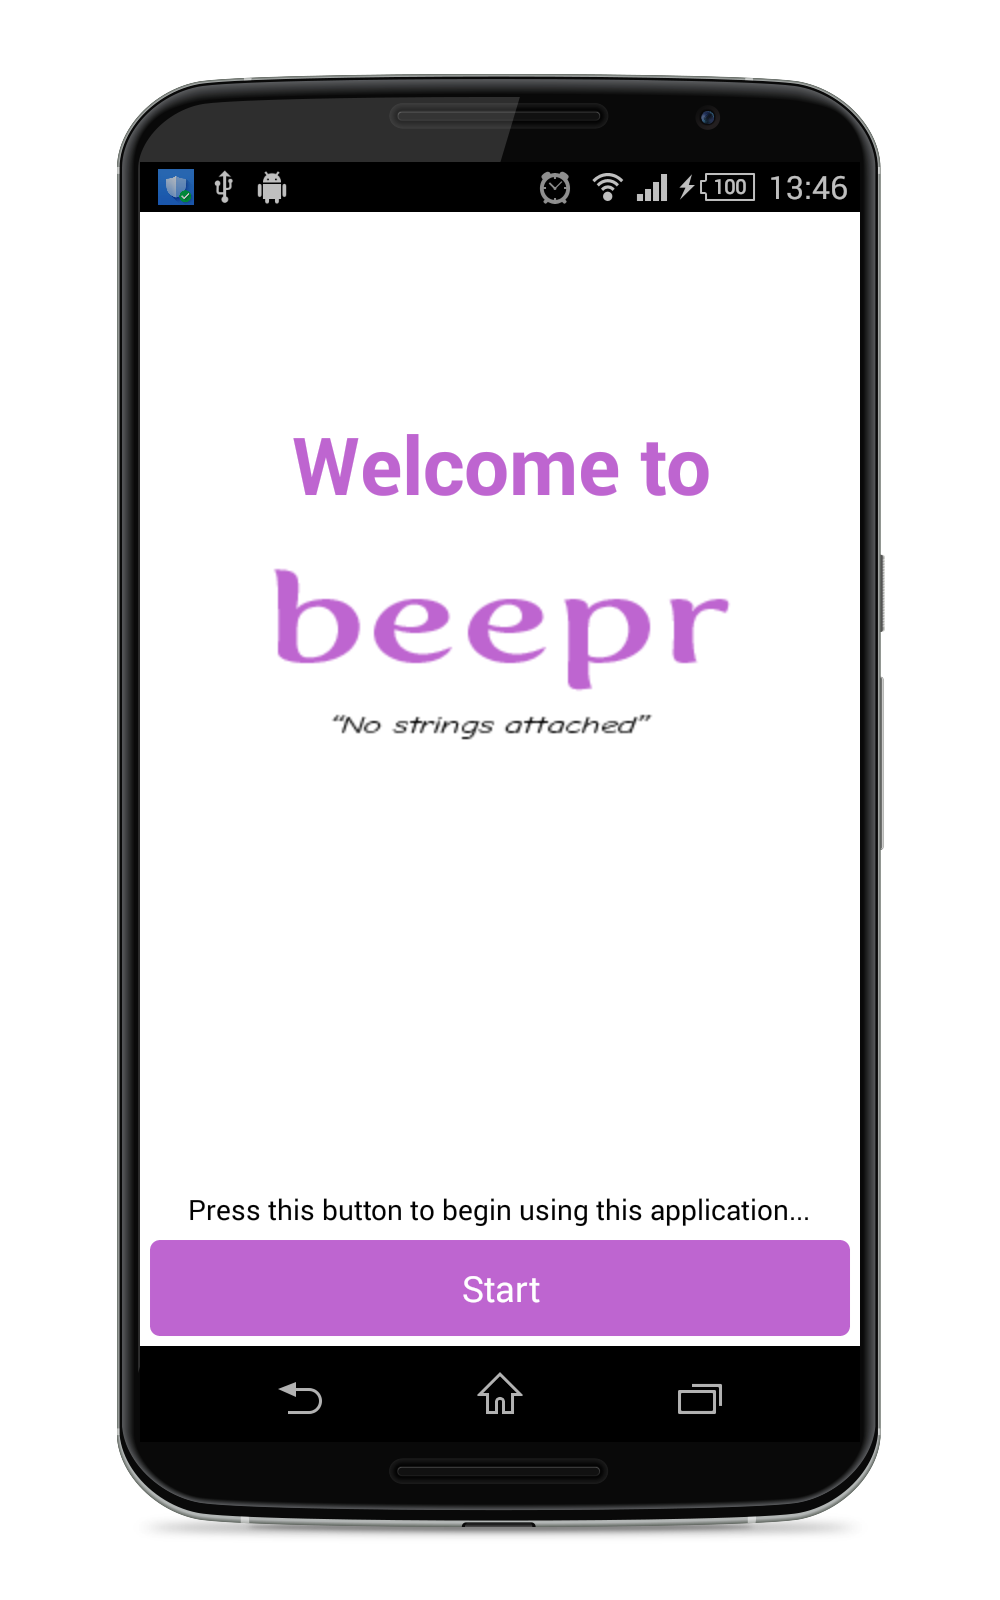 100 13:46
Welcome to
beepr
“No strings attached”
Press this button to begin using this application...
Start